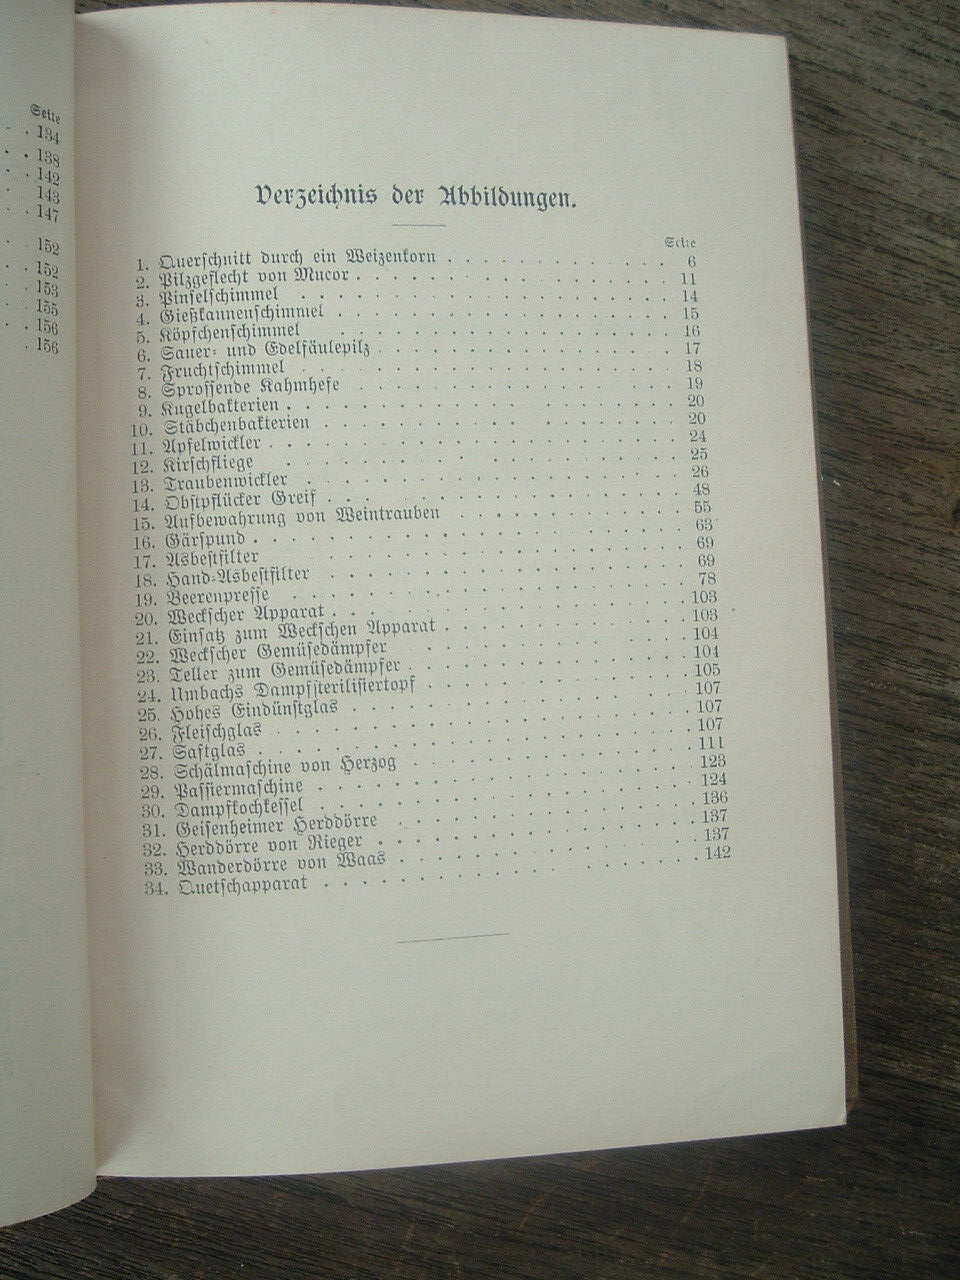 Seite
134
138
142
143
147
152
152
153
155
156
156
Verzeichnis der Abbildungen.
Seite
1. Querschnitt durch ein Weizenkorn . . . 6
2. Pilzgeflecht von Mucor . . . 11
3. Pinselschimmel . . . 14
4. Gießkannenschimmel . . . 15
5. Köpfchenschimmel . . . 16
6. Sauer- und Edelfäulepilz . . . 17
7. Fruchtschimmel . . . 18
8. Sprossende Kahmhefe . . . 19
9. Kugelbakterien . . . 20
10. Stäbchenbakterien . . . 20
11. Apfelwickler . . . 24
12. Kirschfliege . . . 25
13. Traubenwickler . . . 26
14. Obstpflücker Greif . . . 48
15. Aufbewahrung von Weintrauben . . . 55
16. Gärspund . . . 63
17. Asbestfilter . . . 69
18. Hand-Asbestfilter . . . 69
19. Beerenpresse . . . 78
20. Weckscher Apparat . . . 103
21. Einsatz zum Weckschen Apparat . . . 103
22. Weckscher Gemüsedämpfer . . . 104
23. Teller zum Gemüsedämpfer . . . 104
24. Umbachs Dampfsterilisiertopf . . . 105
25. Hohes Eindünstglas . . . 107
26. Fleischglas . . . 107
27. Saftglas . . . 107
28. Schälmaschine von Herzog . . . 111
29. Passiermaschine . . . 123
30. Dampfkochkessel . . . 124
31. Geisenheimer Herddörre . . . 136
32. Herddörre von Rieger . . . 137
33. Wanderdörre von Waas . . . 137
34. Quetschapparat . . . 142